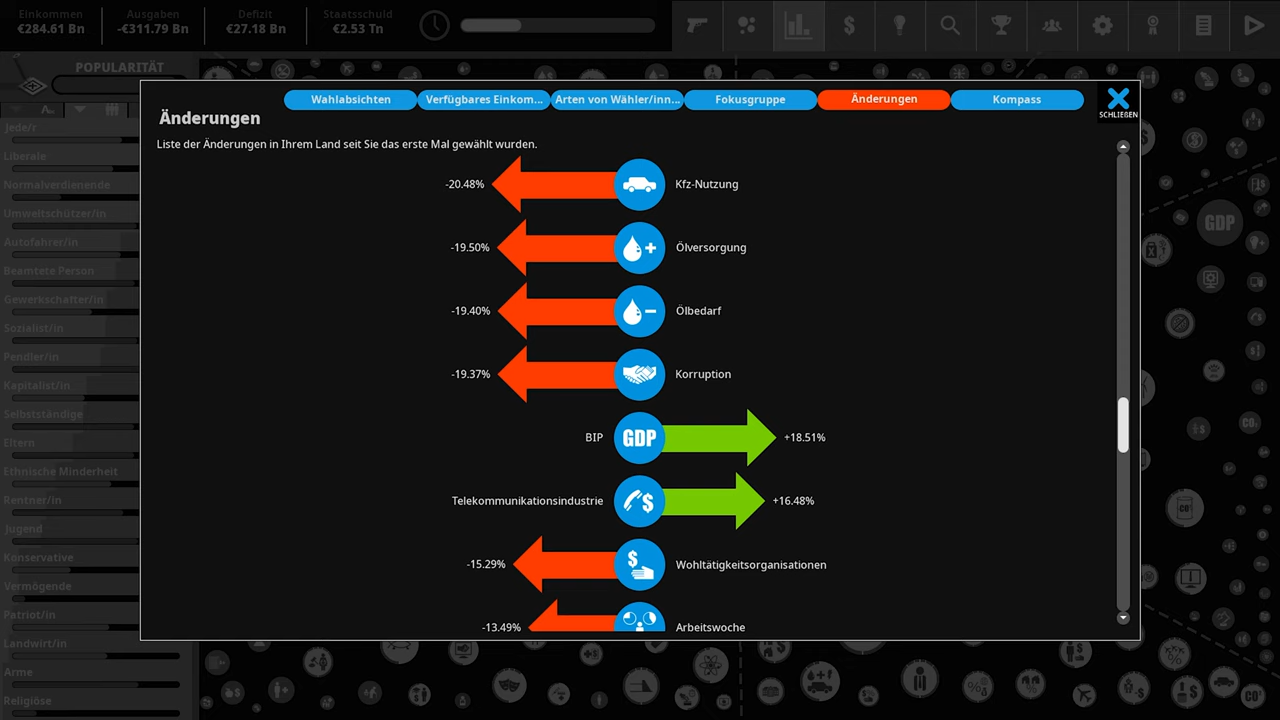 Einkommen
€284.61 Bn
Ausgaben
-€311.79 Bn
Defizit
€27.18 Bn
Staatsschuld
€2.53 Tn
POPULARITÄT
Wahlabsichten
Verfügbares Einkom...
Arten von Wähler/inn...
Fokusgruppe
Änderungen
Kompass
SCHLIEßEN
Änderungen
Liste der Änderungen in Ihrem Land seit Sie das erste Mal gewählt wurden.
-20.48% Kfz-Nutzung
-19.50% Ölversorgung
-19.40% Ölbedarf
-19.37% Korruption
BIP GDP +18.51%
Telekommunikationsindustrie +16.48%
-15.29% Wohltätigkeitsorganisationen
-13.49% Arbeitswoche
Jede/r
Liberale
Normalverdienende
Umweltschützer/in
Autofahrer/in
Beamtete Person
Gewerkschafter/in
Sozialist/in
Pendler/in
Kapitalist/in
Selbstständige
Eltern
Ethnische Minderheit
Rentner/in
Jugend
Konservative
Vermögende
Patriot/in
Landwirt/in
Arme
Religiöse
GDP